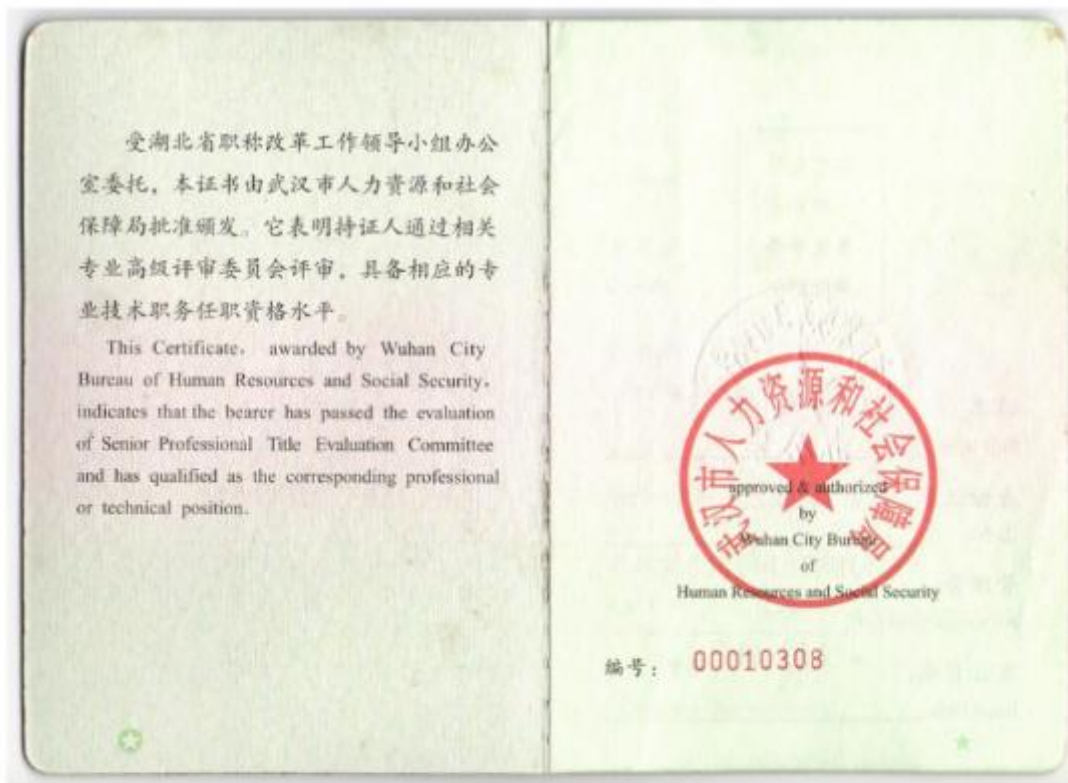 受湖北省职称改革工作领导小组办公
室委托，本证书由武汉市人力资源和社会
保障局批准颁发。它表明持证人通过相关
专业高级评审委员会评审，具备相应的专
业技术职务任职资格水平。
This Certificate, awarded by Wuhan City
Bureau of Human Resources and Social Security,
indicates that the bearer has passed the evaluation
of Senior Professional Title Evaluation Committee
and has qualified as the corresponding professional
or technical position.
武汉市人力资源和社会保障局
approved & authorized
by
Wuhan City Bureau
of
Human Resources and Social Security
编号： 00010308